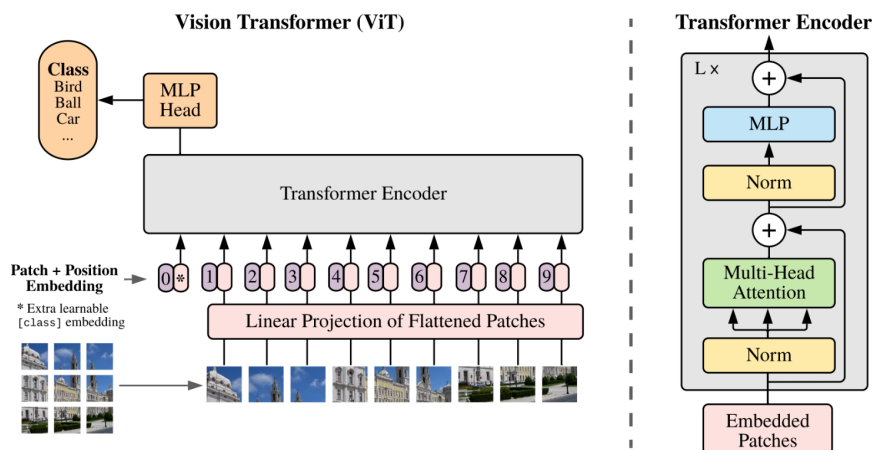 Vision Transformer (ViT)
Class
Bird
Ball
Car
...
MLP
Head
Transformer Encoder
Patch + Position
Embedding
* Extra learnable
[class] embedding
0 *
1
2
3
4
5
6
7
8
9
Linear Projection of Flattened Patches
Transformer Encoder
L ×
+
MLP
Norm
+
Multi-Head
Attention
Norm
Embedded
Patches